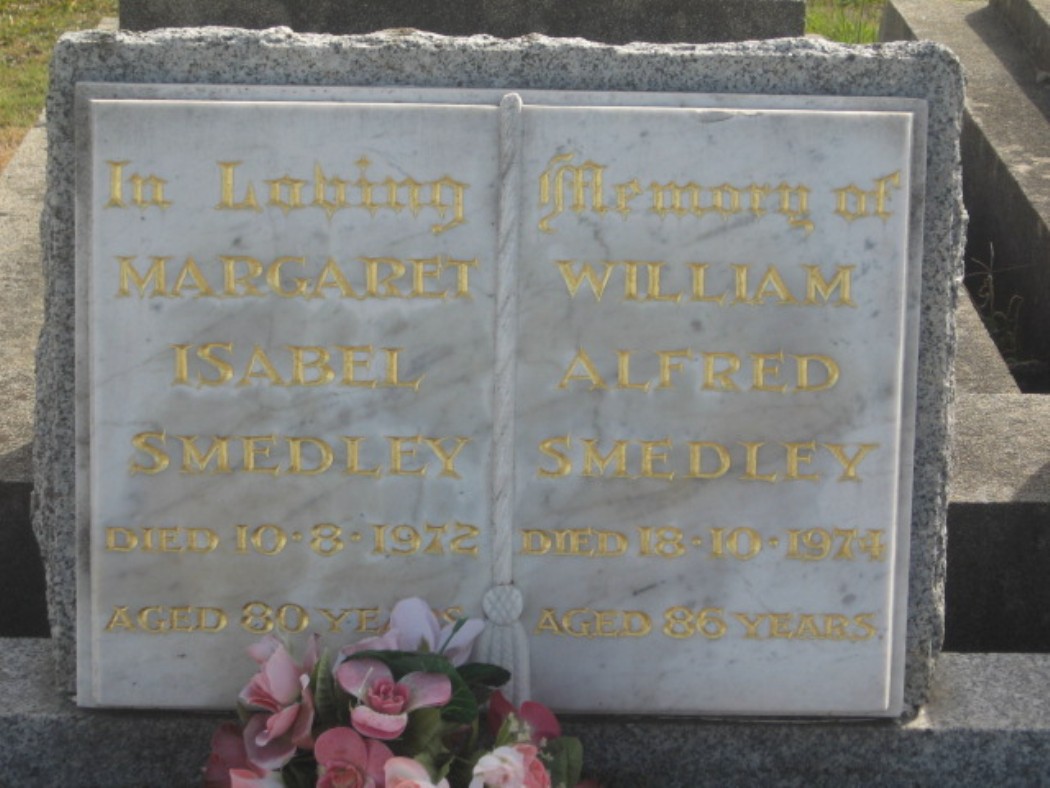 In Loving Memory of
MARGARET
ISABEL
SMEDLEY
DIED 10·8·1972
AGED 80 YEARS
WILLIAM
ALFRED
SMEDLEY
DIED 18·10·1974
AGED 86 YEARS